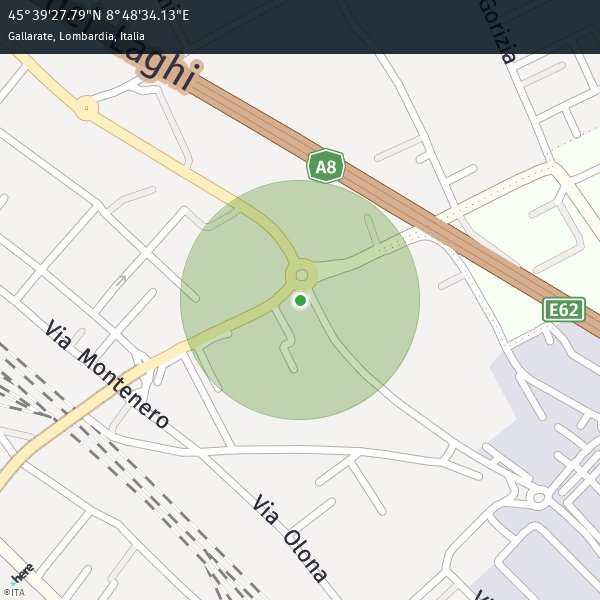 45°39'27.79"N 8°48'34.13"E
Gallarate, Lombardia, Italia
Laghi
Gorizia
A8
E62
Via Montenero
Via Olona
here
©ITA